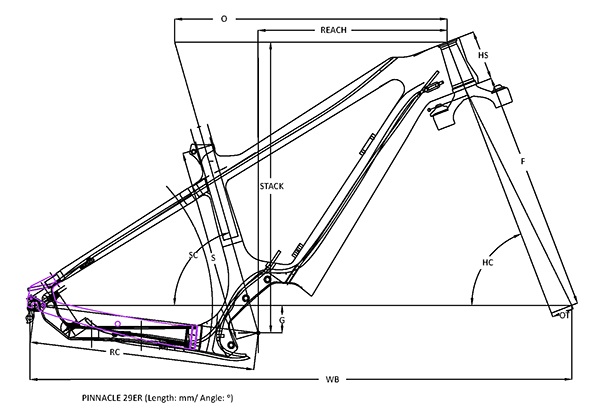 O
REACH
HS
STACK
F
SC
S
HC
G
OT
RC
WB
PINNACLE 29ER (Length: mm/ Angle: °)